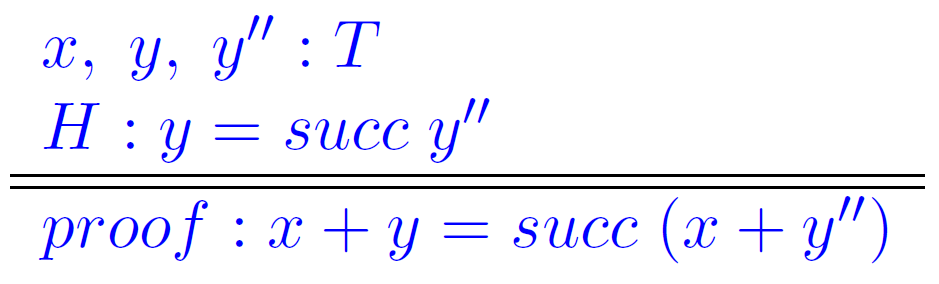 x, y, y″ : T
H : y = succ y″
proof : x + y = succ (x + y″)